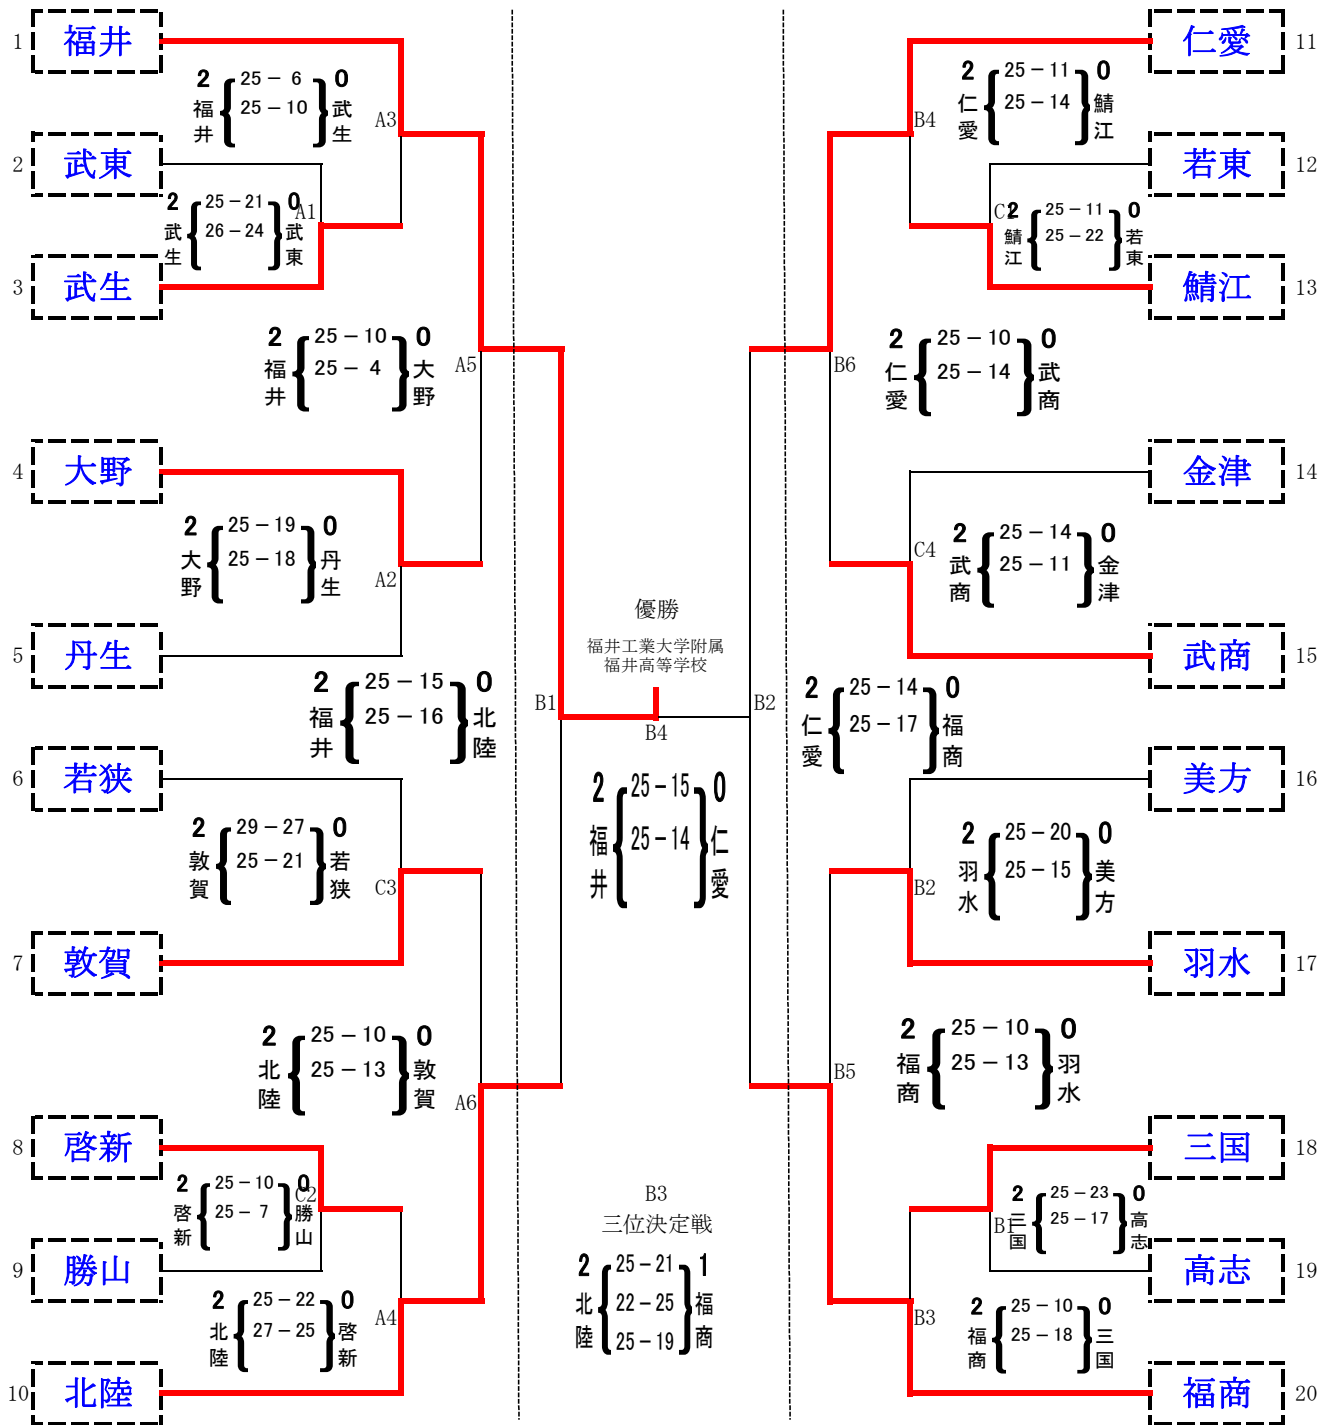 1 福井
2 25－6 0
福井 25－10 武生
A3
2 武東
2 25－21 0
武生 26－24 武東
A1
3 武生
2 25－10 0
福井 25－4 大野
A5
4 大野
2 25－19 0
大野 25－18 丹生
A2
5 丹生
2 25－15 0
福井 25－16 北陸
B1
6 若狭
2 29－27 0
敦賀 25－21 若狭
C3
7 敦賀
2 25－10 0
北陸 25－13 敦賀
A6
8 啓新
2 25－10 0
啓新 25－7 勝山
C2
9 勝山
2 25－22 0
北陸 27－25 啓新
A4
10 北陸
優勝
福井工業大学附属
福井高等学校
B4
2 25－15 0
福井 25－14 仁愛
B3
三位決定戦
2 25－21 1
北陸 22－25 福商
25－19
仁愛 11
2 25－11 0
仁愛 25－14 鯖江
B4
若東 12
2 25－11 0
鯖江 25－22 若東
鯖江 13
2 25－10 0
仁愛 25－14 武商
B6
金津 14
2 25－14 0
武商 25－11 金津
C4
武商 15
B2
2 25－14 0
仁愛 25－17 福商
美方 16
2 25－20 0
羽水 25－15 美方
B2
羽水 17
2 25－10 0
福商 25－13 羽水
B5
三国 18
2 25－23 0
三国 25－17 高志
B1
高志 19
2 25－10 0
福商 25－18 三国
B3
福商 20